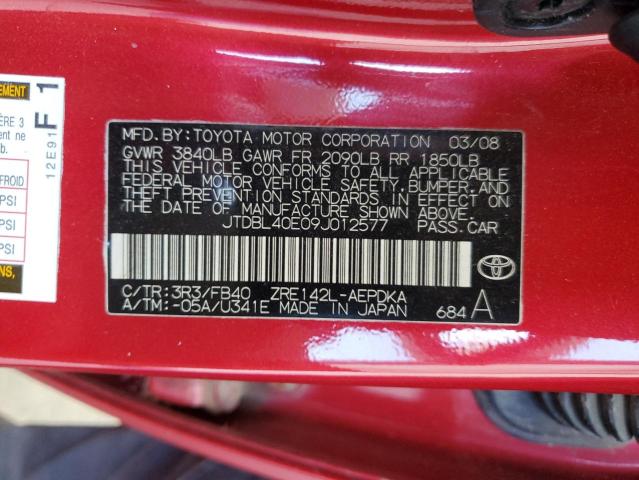 EMENT
ÈRE 3
ent ne
b.
FROID
PSI
PSI
PSI
NS,
F 1
12E91
MFD. BY: TOYOTA MOTOR CORPORATION 03/08
GVWR 3840LB GAWR FR 2090LB RR 1850LB
THIS VEHICLE CONFORMS TO ALL APPLICABLE
FEDERAL MOTOR VEHICLE SAFETY, BUMPER, AND
THEFT PREVENTION STANDARDS IN EFFECT ON
THE DATE OF MANUFACTURE SHOWN ABOVE.
JTDBL40E09J012577 PASS. CAR
C/TR: 3R3/FB40 ZRE142L-AEPDKA
A/TM: -05A/U341E MADE IN JAPAN 684 A